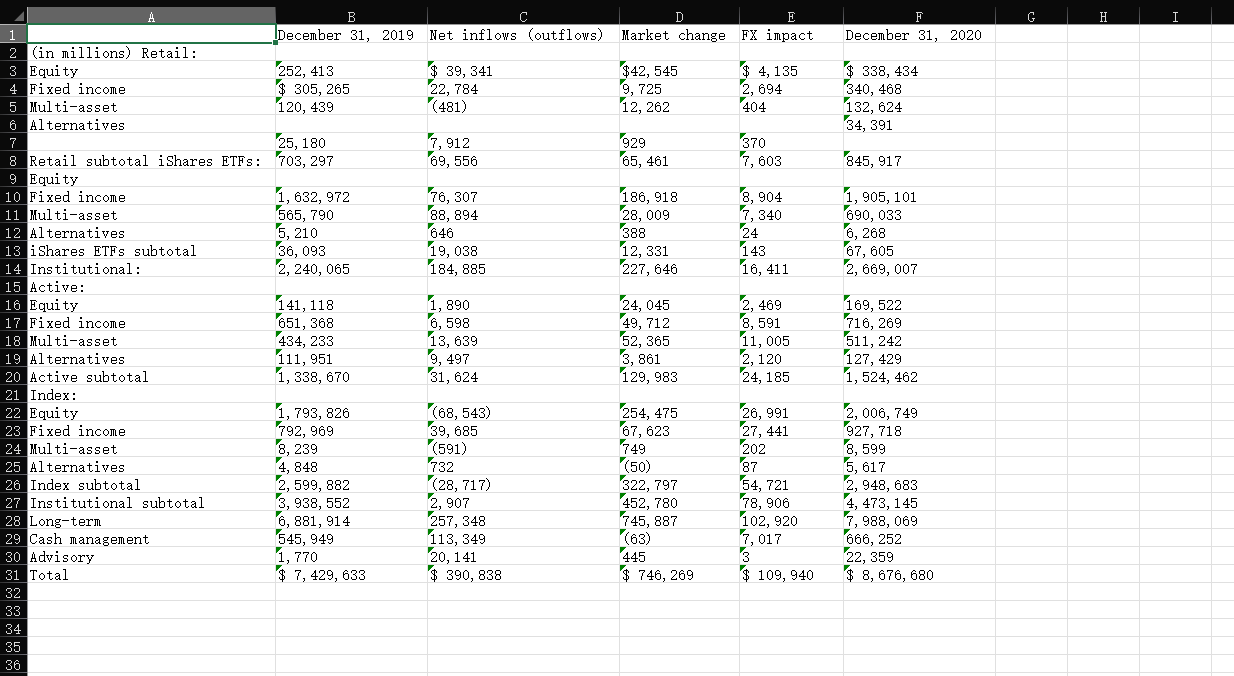 A B C D E F G H I
1 December 31, 2019 Net inflows (outflows) Market change FX impact December 31, 2020
2 (in millions) Retail:
3 Equity 252,413 $ 39,341 $42,545 $ 4,135 $ 338,434
4 Fixed income $ 305,265 22,784 9,725 2,694 340,468
5 Multi-asset 120,439 (481) 12,262 404 132,624
6 Alternatives 34,391
7 25,180 7,912 929 370
8 Retail subtotal iShares ETFs: 703,297 69,556 65,461 7,603 845,917
9 Equity
10 Fixed income 1,632,972 76,307 186,918 8,904 1,905,101
11 Multi-asset 565,790 88,894 28,009 7,340 690,033
12 Alternatives 5,210 646 388 24 6,268
13 iShares ETFs subtotal 36,093 19,038 12,331 143 67,605
14 Institutional: 2,240,065 184,885 227,646 16,411 2,669,007
15 Active:
16 Equity 141,118 1,890 24,045 2,469 169,522
17 Fixed income 651,368 6,598 49,712 8,591 716,269
18 Multi-asset 434,233 13,639 52,365 11,005 511,242
19 Alternatives 111,951 9,497 3,861 2,120 127,429
20 Active subtotal 1,338,670 31,624 129,983 24,185 1,524,462
21 Index:
22 Equity 1,793,826 (68,543) 254,475 26,991 2,006,749
23 Fixed income 792,969 39,685 67,623 27,441 927,718
24 Multi-asset 8,239 (591) 749 202 8,599
25 Alternatives 4,848 732 (50) 87 5,617
26 Index subtotal 2,599,882 (28,717) 322,797 54,721 2,948,683
27 Institutional subtotal 3,938,552 2,907 452,780 78,906 4,473,145
28 Long-term 6,881,914 257,348 745,887 102,920 7,988,069
29 Cash management 545,949 113,349 (63) 7,017 666,252
30 Advisory 1,770 20,141 445 3 22,359
31 Total $ 7,429,633 $ 390,838 $ 746,269 $ 109,940 $ 8,676,680
32
33
34
35
36